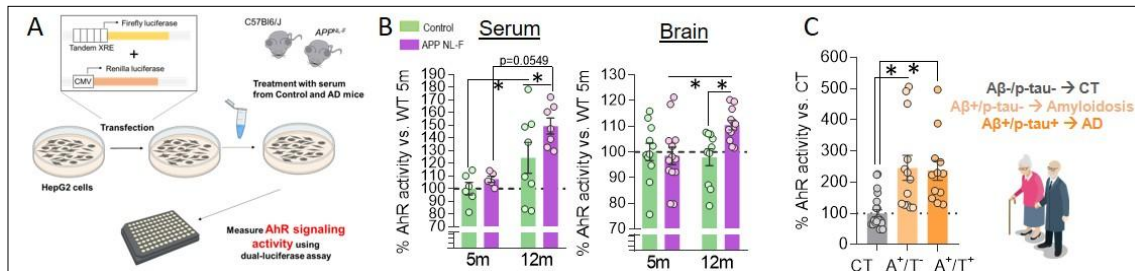 A
Firefly luciferase
Tandem XRE
+
Renilla luciferase
CMV
C57Bl6/J
APP^NL-F
Treatment with serum
from Control and AD mice
Transfection
HepG2 cells
Measure AhR signaling
activity using
dual-luciferase assay
B
Control
APP NL-F
Serum
p=0.0549
* *
% AhR activity vs. WT 5m
190
180
170
160
150
140
130
120
110
100
90
80
70
5m 12m
Brain
* *
% AhR activity vs. WT 5m
130
120
110
100
90
80
70
5m 12m
C
* *
% AhR activity vs. CT
600
500
400
300
200
100
0
CT A⁺/T⁻ A⁺/T⁺
Aβ-/p-tau- → CT
Aβ+/p-tau- → Amyloidosis
Aβ+/p-tau+ → AD